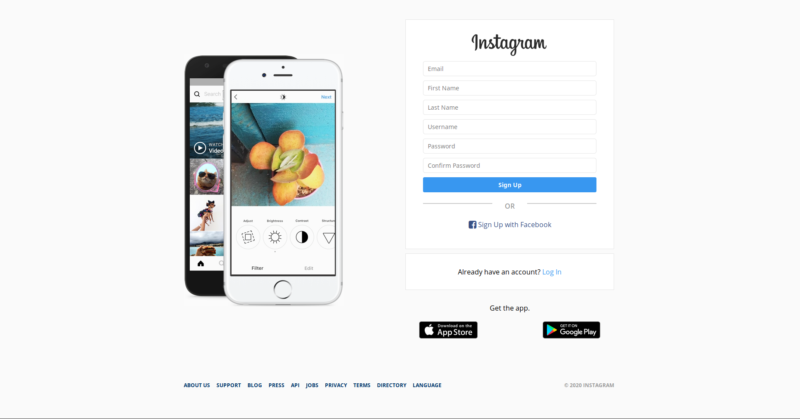 Instagram
Email
First Name
Last Name
Username
Password
Confirm Password
Sign Up
OR
Sign Up with Facebook
Already have an account? Log In
Get the app.
Download on the
App Store
GET IT ON
Google Play
Search
WATCH
Video
Next
Adjust
Brightness
Contrast
Filter
Edit
ABOUT US SUPPORT BLOG PRESS API JOBS PRIVACY TERMS DIRECTORY LANGUAGE
© 2020 INSTAGRAM